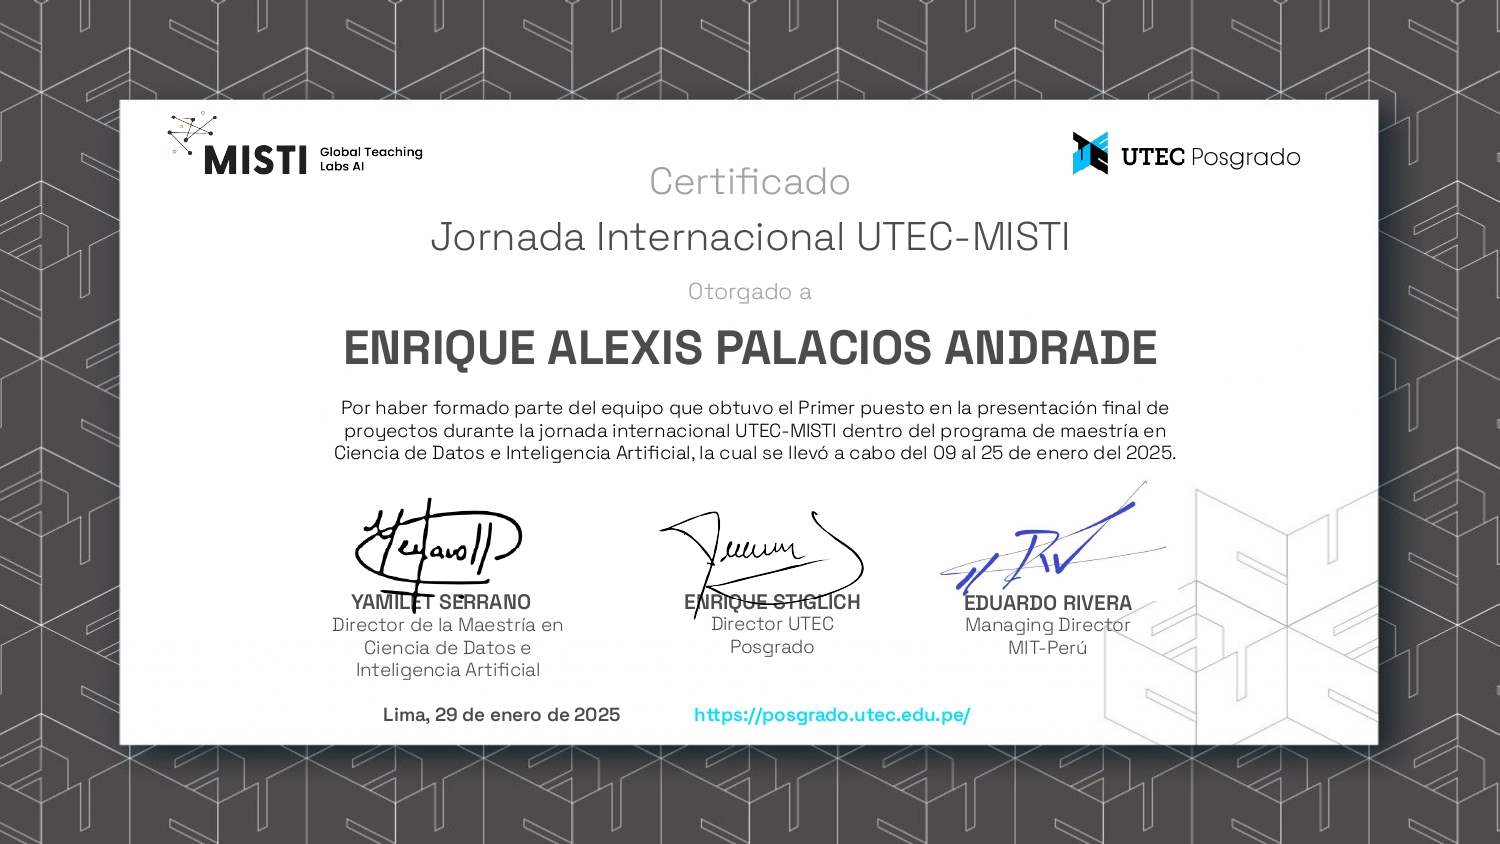 MISTI Global Teaching
Labs AI
UTEC Posgrado
Certificado
Jornada Internacional UTEC-MISTI
Otorgado a
ENRIQUE ALEXIS PALACIOS ANDRADE
Por haber formado parte del equipo que obtuvo el Primer puesto en la presentación final de
proyectos durante la jornada internacional UTEC-MISTI dentro del programa de maestría en
Ciencia de Datos e Inteligencia Artificial, la cual se llevó a cabo del 09 al 25 de enero del 2025.
YAMILET SERRANO
Director de la Maestría en
Ciencia de Datos e
Inteligencia Artificial
ENRIQUE STIGLICH
Director UTEC
Posgrado
EDUARDO RIVERA
Managing Director
MIT-Perú
Lima, 29 de enero de 2025
https://posgrado.utec.edu.pe/